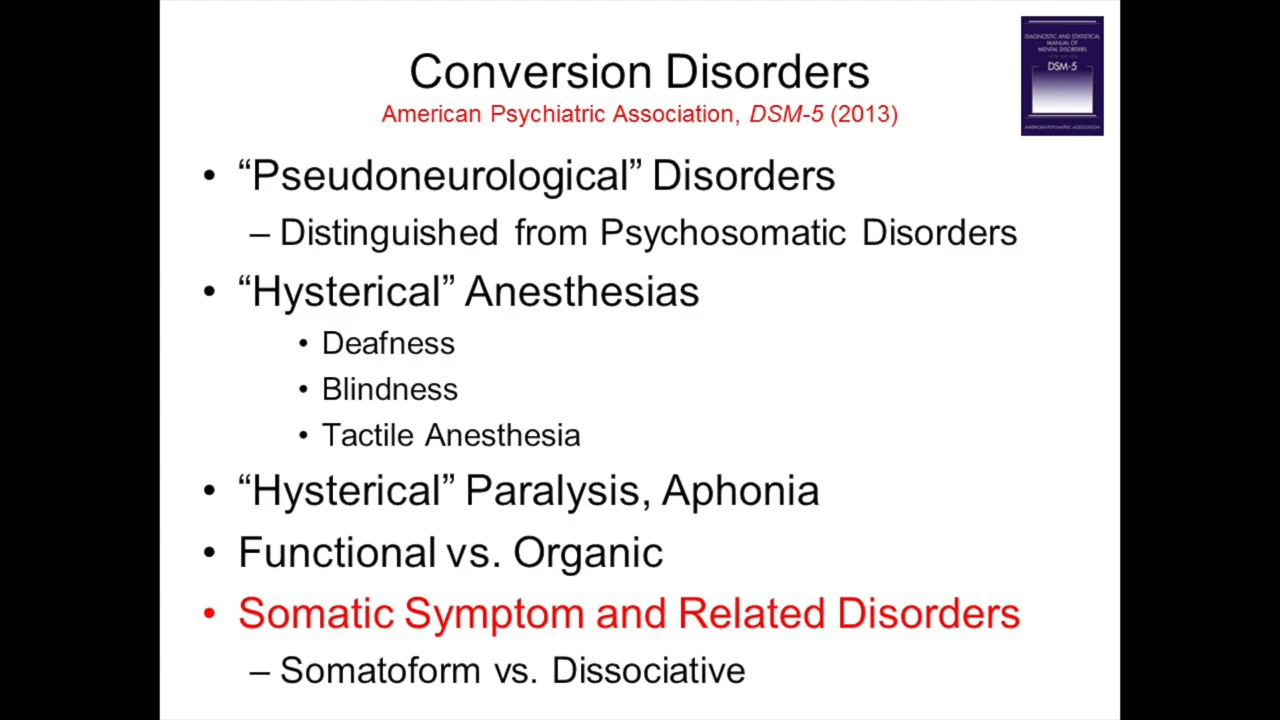 Conversion Disorders
American Psychiatric Association, DSM-5 (2013)
DIAGNOSTIC AND STATISTICAL
MANUAL OF
MENTAL DISORDERS
DSM-5
AMERICAN PSYCHIATRIC ASSOCIATION
• “Pseudoneurological” Disorders
– Distinguished from Psychosomatic Disorders
• “Hysterical” Anesthesias
• Deafness
• Blindness
• Tactile Anesthesia
• “Hysterical” Paralysis, Aphonia
• Functional vs. Organic
• Somatic Symptom and Related Disorders
– Somatoform vs. Dissociative